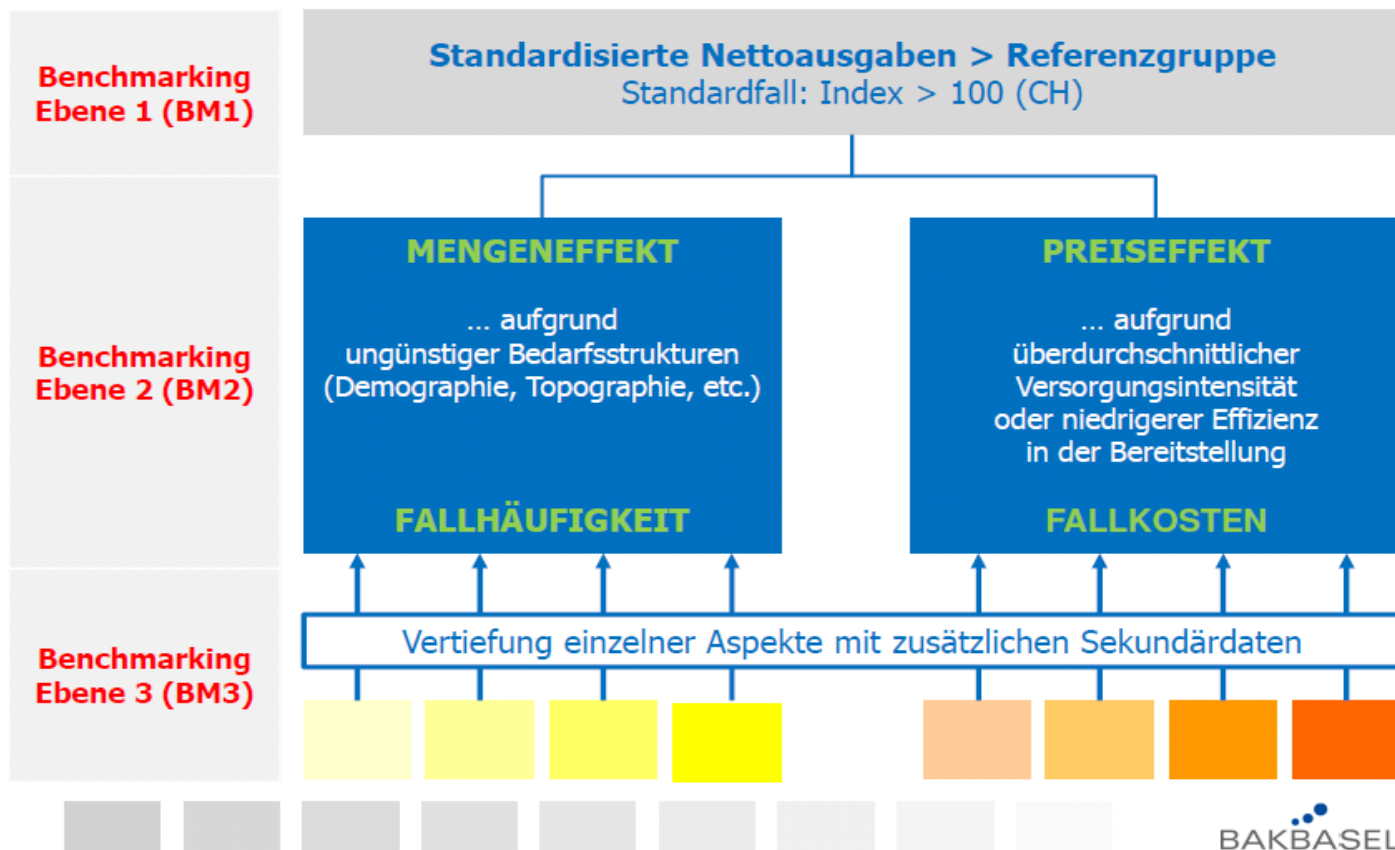 Benchmarking
Ebene 1 (BM1)
Standardisierte Nettoausgaben > Referenzgruppe
Standardfall: Index > 100 (CH)
Benchmarking
Ebene 2 (BM2)
MENGENEFFEKT
... aufgrund
ungünstiger Bedarfsstrukturen
(Demographie, Topographie, etc.)
FALLHÄUFIGKEIT
PREISEFFEKT
... aufgrund
überdurchschnittlicher
Versorgungsintensität
oder niedrigerer Effizienz
in der Bereitstellung
FALLKOSTEN
Benchmarking
Ebene 3 (BM3)
Vertiefung einzelner Aspekte mit zusätzlichen Sekundärdaten
BAKBASEL